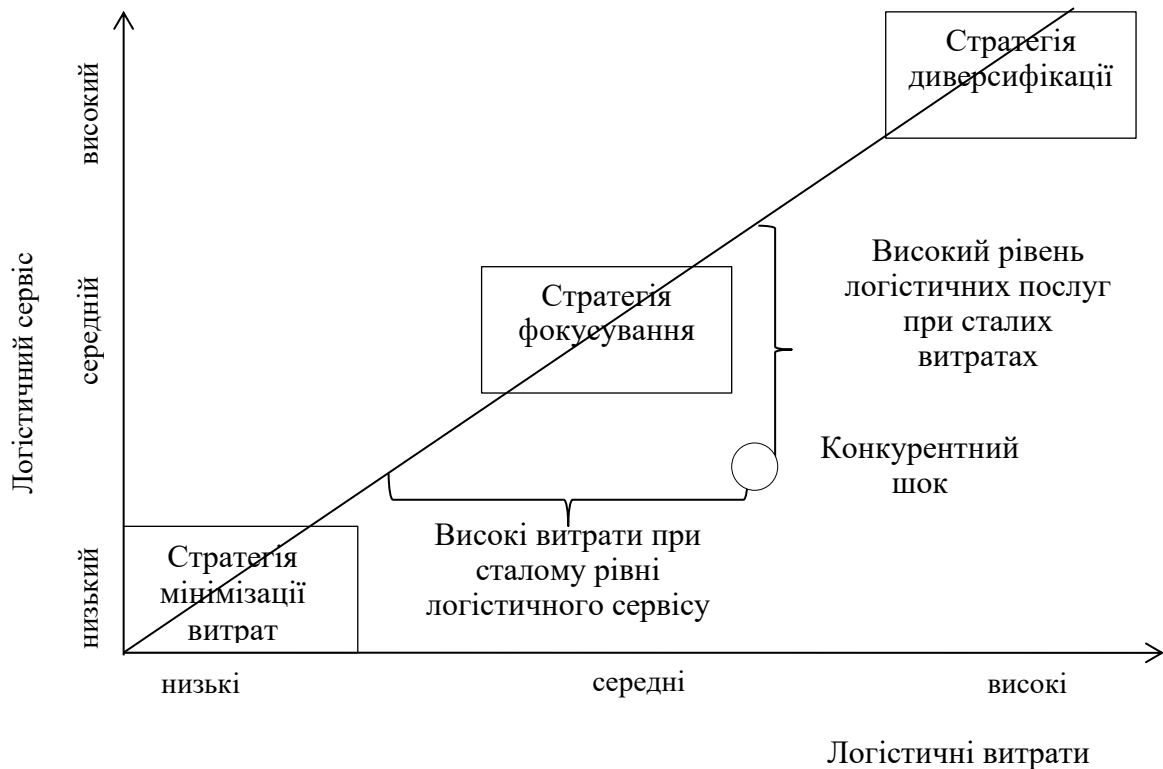 Стратегія
диверсифікації
високий
Високий рівень
логістичних послуг
при сталих
витратах
Стратегія
фокусування
середній
Логістичний сервіс
Конкурентний
шок
Високі витрати при
сталому рівні
логістичного сервісу
Стратегія
мінімізації
витрат
низький
низькі
середні
високі
Логістичні витрати